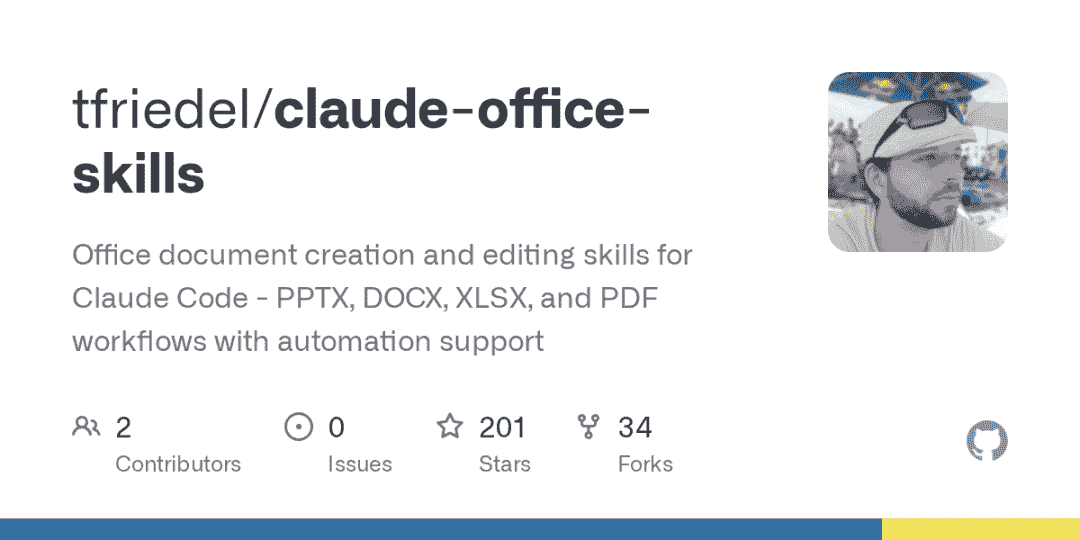 tfriedel/claude-office-
skills
Office document creation and editing skills for
Claude Code - PPTX, DOCX, XLSX, and PDF
workflows with automation support
2 0 201 34
Contributors Issues Stars Forks